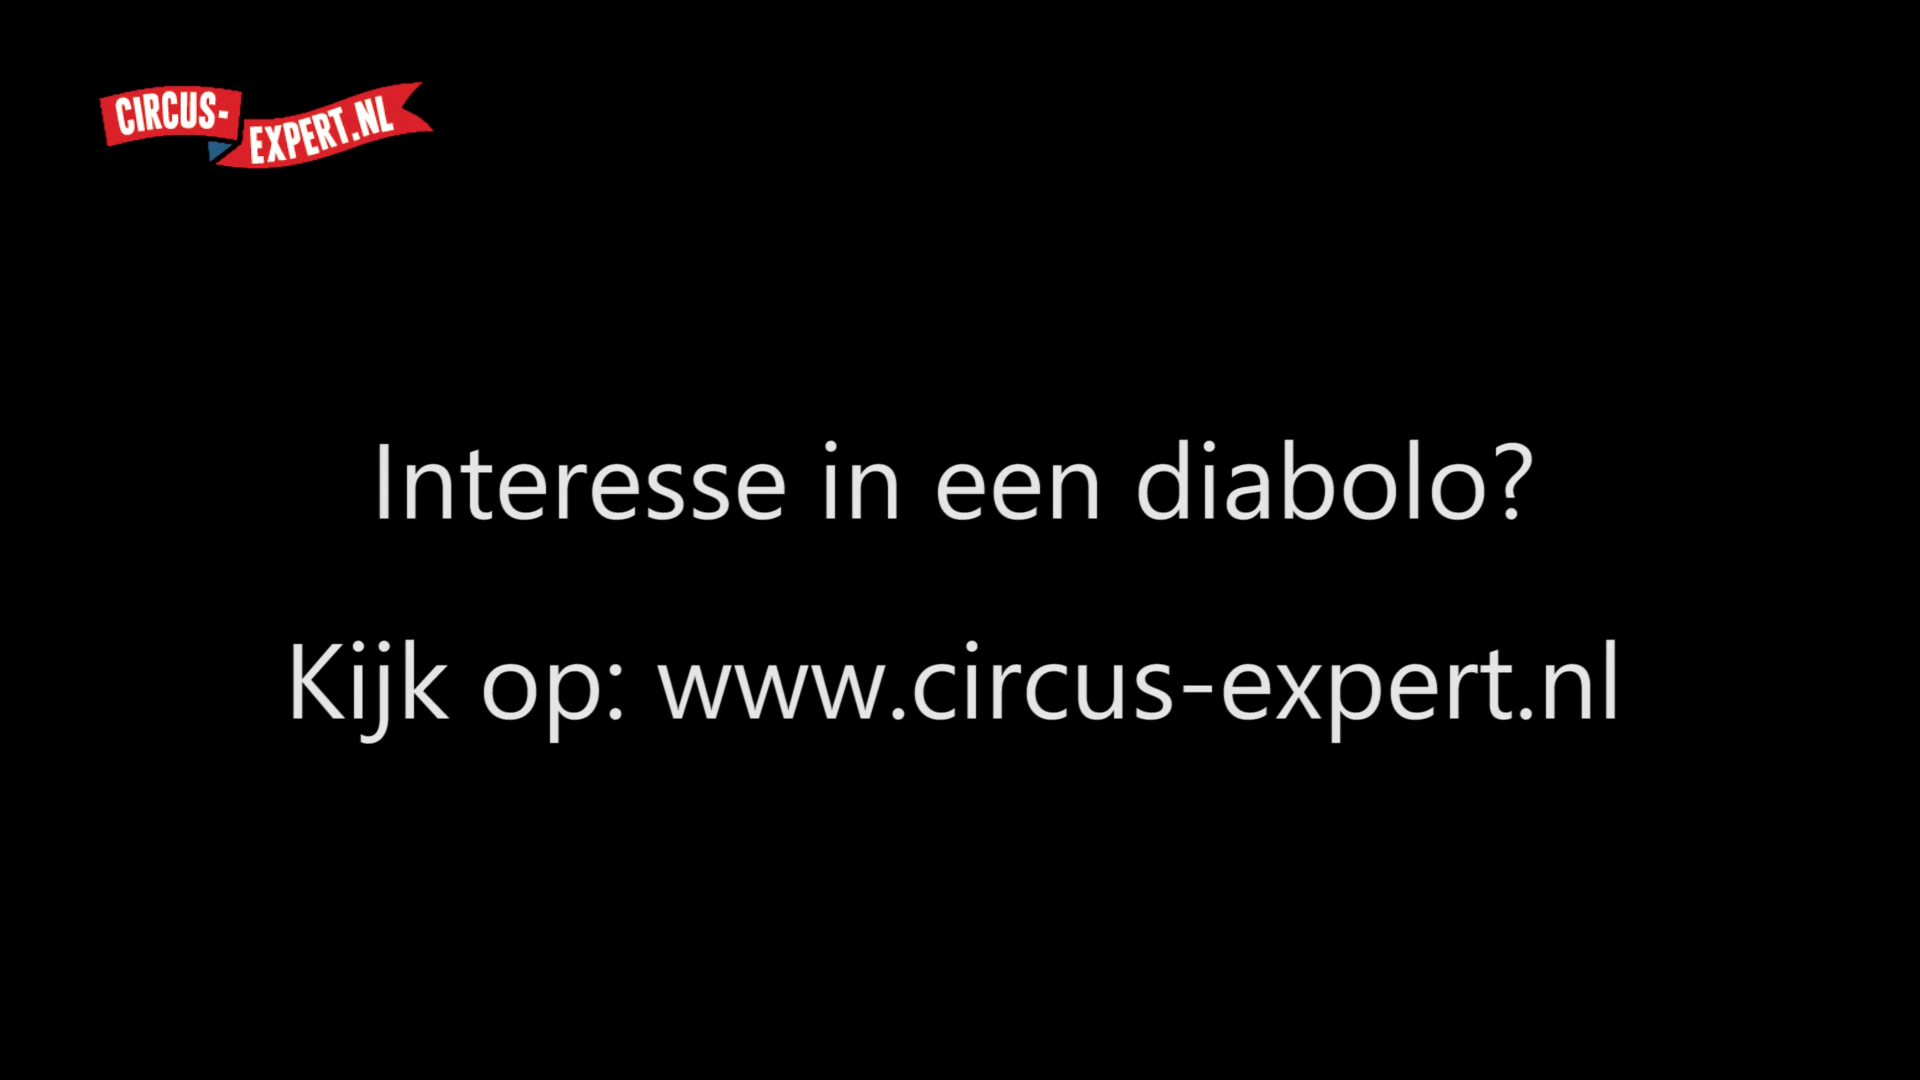 CIRCUS-
EXPERT.NL
Interesse in een diabolo?
Kijk op: www.circus-expert.nl